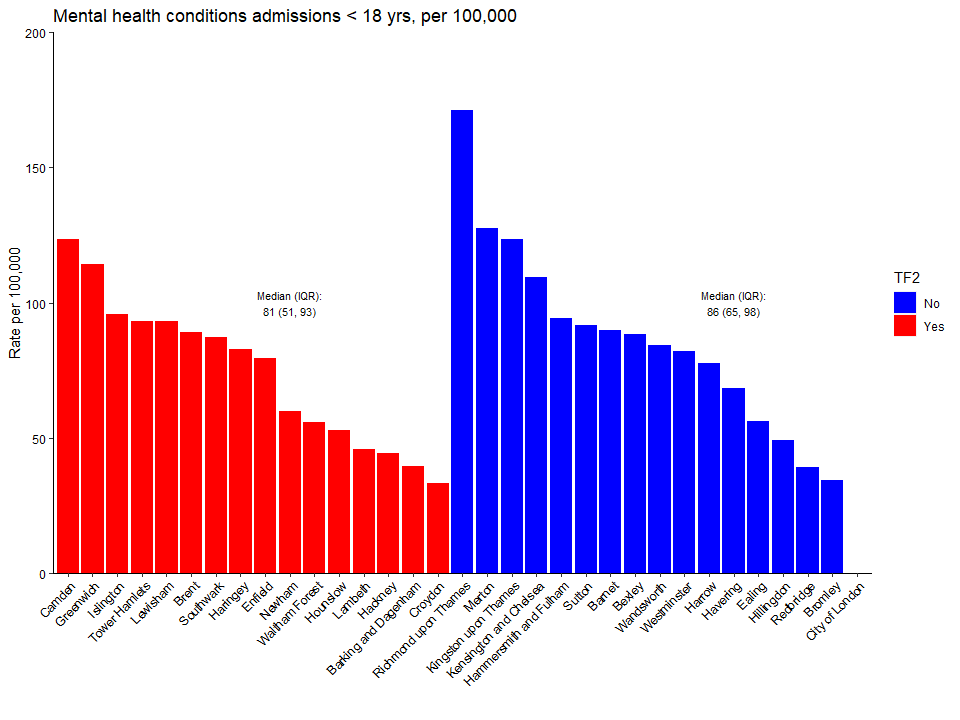 Mental health conditions admissions < 18 yrs, per 100,000
200
150
100
50
0
Rate per 100,000
Median (IQR):
81 (51, 93)
Median (IQR):
86 (65, 98)
TF2
No
Yes
Camden
Greenwich
Islington
Tower Hamlets
Lewisham
Brent
Southwark
Haringey
Enfield
Newham
Waltham Forest
Hounslow
Lambeth
Hackney
Barking and Dagenham
Croydon
Richmond upon Thames
Merton
Kingston upon Thames
Kensington and Chelsea
Hammersmith and Fulham
Sutton
Barnet
Bexley
Wandsworth
Westminster
Harrow
Havering
Ealing
Hillingdon
Redbridge
Bromley
City of London